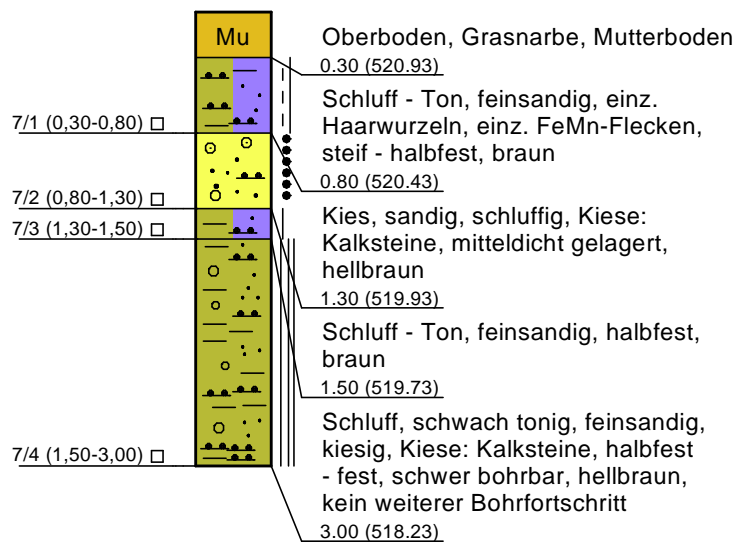 Mu
Oberboden, Grasnarbe, Mutterboden
0.30 (520.93)
Schluff - Ton, feinsandig, einz.
Haarwurzeln, einz. FeMn-Flecken,
steif - halbfest, braun
7/1 (0,30-0,80)
0.80 (520.43)
Kies, sandig, schluffig, Kiese:
Kalksteine, mitteldicht gelagert,
hellbraun
7/2 (0,80-1,30)
1.30 (519.93)
Schluff - Ton, feinsandig, halbfest,
braun
7/3 (1,30-1,50)
1.50 (519.73)
Schluff, schwach tonig, feinsandig,
kiesig, Kiese: Kalksteine, halbfest
- fest, schwer bohrbar, hellbraun,
kein weiterer Bohrfortschritt
7/4 (1,50-3,00)
3.00 (518.23)